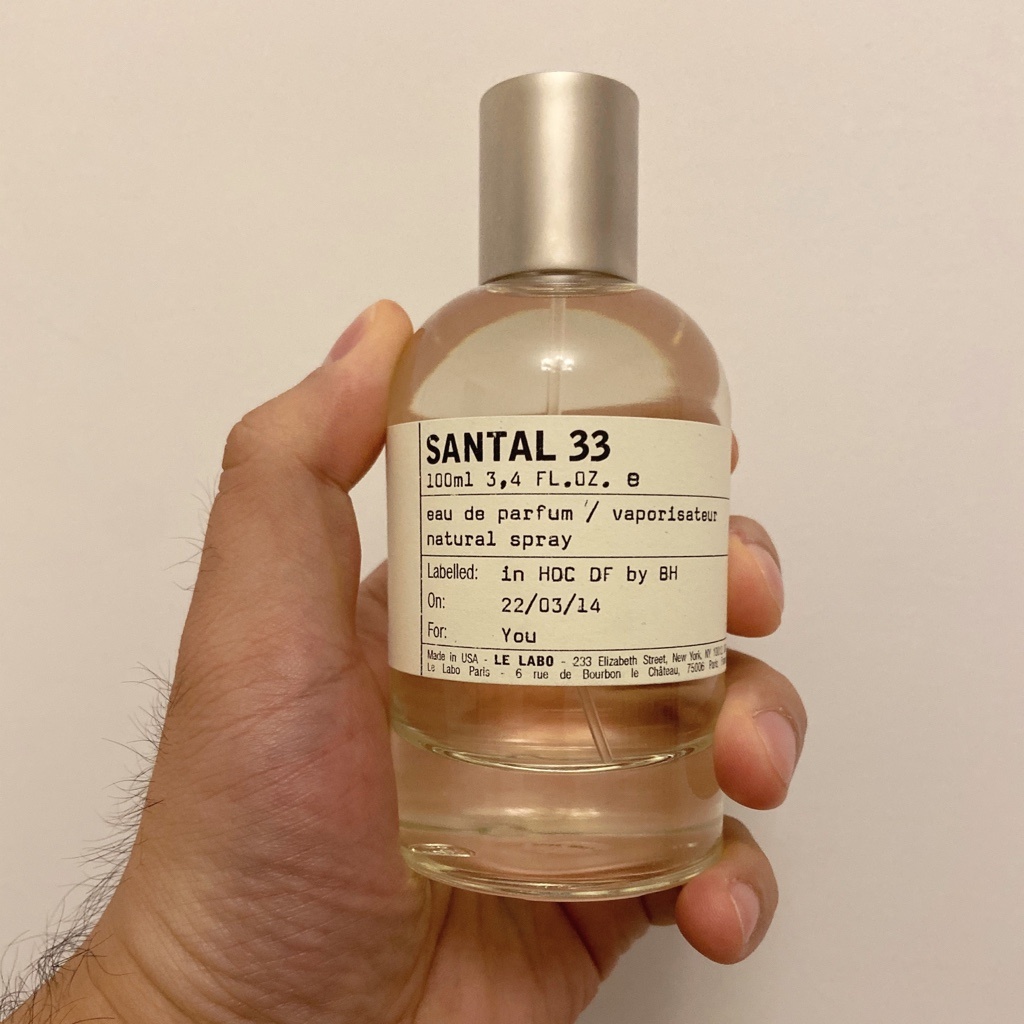 SANTAL 33
100ml 3,4 FL.OZ. e
eau de parfum / vaporisateur
natural spray
Labelled: in HOC DF by BH
On: 22/03/14
For: You
Made in USA - LE LABO - 233 Elizabeth Street, New York, NY
Le Labo Paris - 6 rue de Bourbon le Château, 75006 Paris,